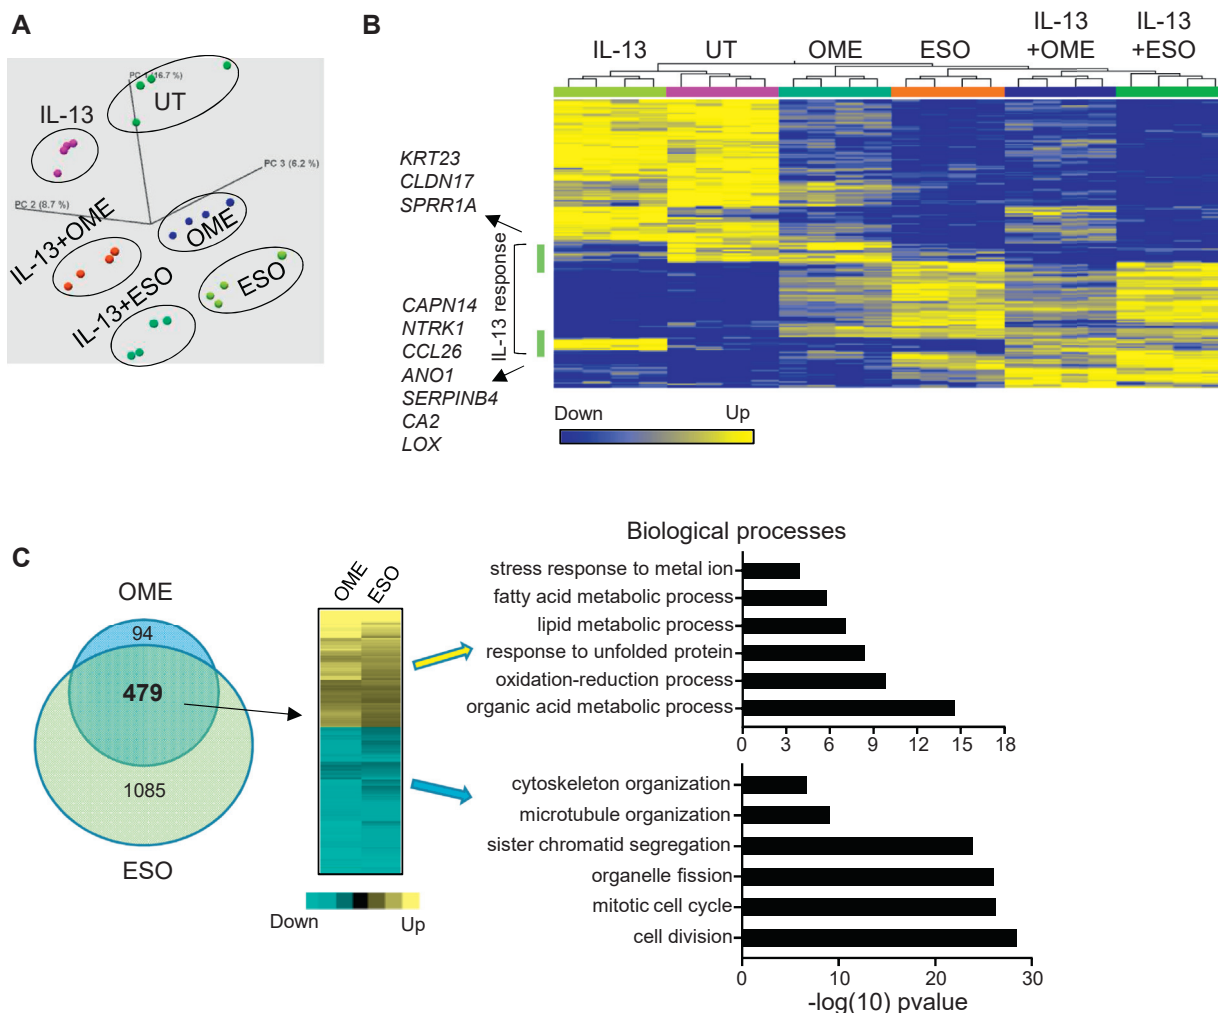 A
PC 1 (16.7 %)
UT
IL-13
PC 3 (6.2 %)
PC 2 (8.7 %)
OME
IL-13+OME
ESO
IL-13+ESO
B
IL-13
UT
OME
ESO
IL-13
+OME
IL-13
+ESO
KRT23
CLDN17
SPRR1A
IL-13 response
CAPN14
NTRK1
CCL26
ANO1
SERPINB4
CA2
LOX
Down
Up
C
OME
94
479
1085
ESO
OME
ESO
Down
Up
Biological processes
stress response to metal ion
fatty acid metabolic process
lipid metabolic process
response to unfolded protein
oxidation-reduction process
organic acid metabolic process
0 3 6 9 12 15 18
cytoskeleton organization
microtubule organization
sister chromatid segregation
organelle fission
mitotic cell cycle
cell division
0 10 20 30
-log(10) pvalue